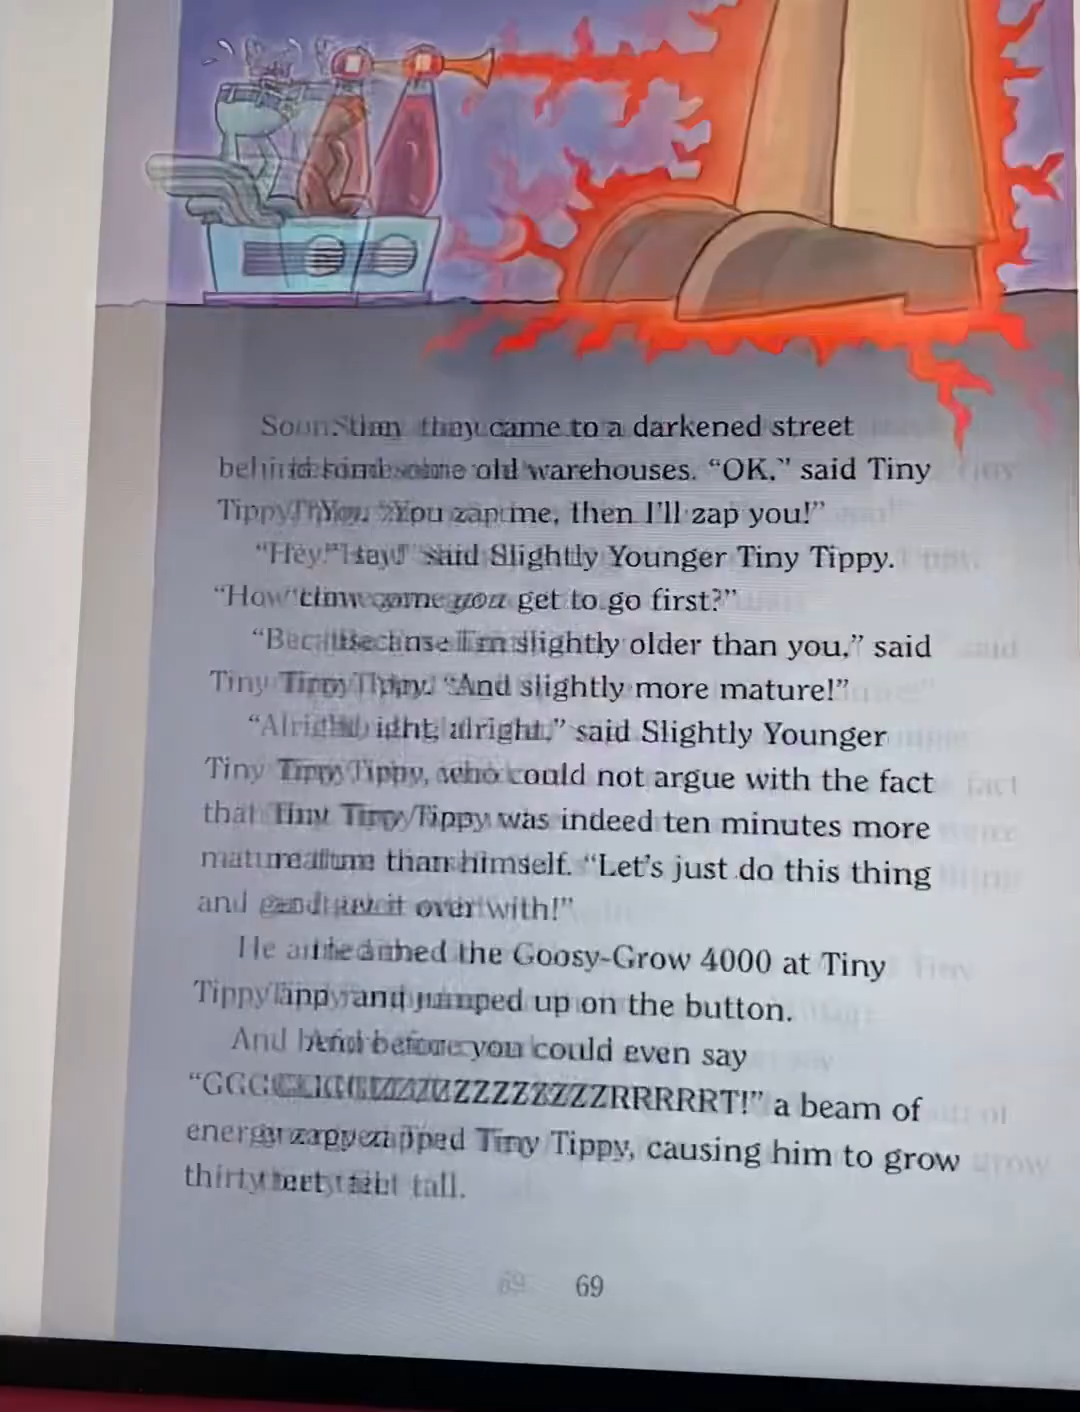 Soon they came to a darkened street
behind some old warehouses. “OK,” said Tiny
Tippy. “You zap me, then I'll zap you!”
“Hey!” said Slightly Younger Tiny Tippy.
“How come you get to go first?”
“Because I'm slightly older than you,” said
Tiny Tippy. “And slightly more mature!”
“Alright, alright,” said Slightly Younger
Tiny Tippy, who could not argue with the fact
that Tiny Tippy was indeed ten minutes more
mature than himself. “Let's just do this thing
and get it over with!”
He aimed the Goosy-Grow 4000 at Tiny
Tippy and jumped up on the button.
And before you could even say
a beam of
energy zapped Tiny Tippy, causing him to grow
thirty feet tall.
69